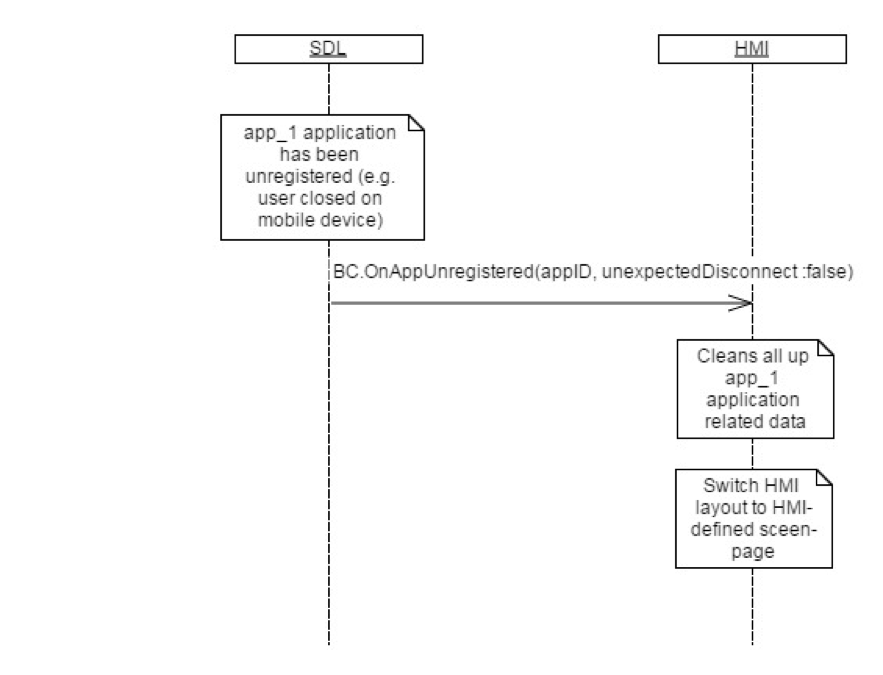 SDL
HMI
app_1 application
has been
unregistered (e.g.
user closed on
mobile device)
BC.OnAppUnregistered(appID, unexpectedDisconnect :false)
Cleans all up
app_1
application
related data
Switch HMI
layout to HMI-
defined sceen-
page